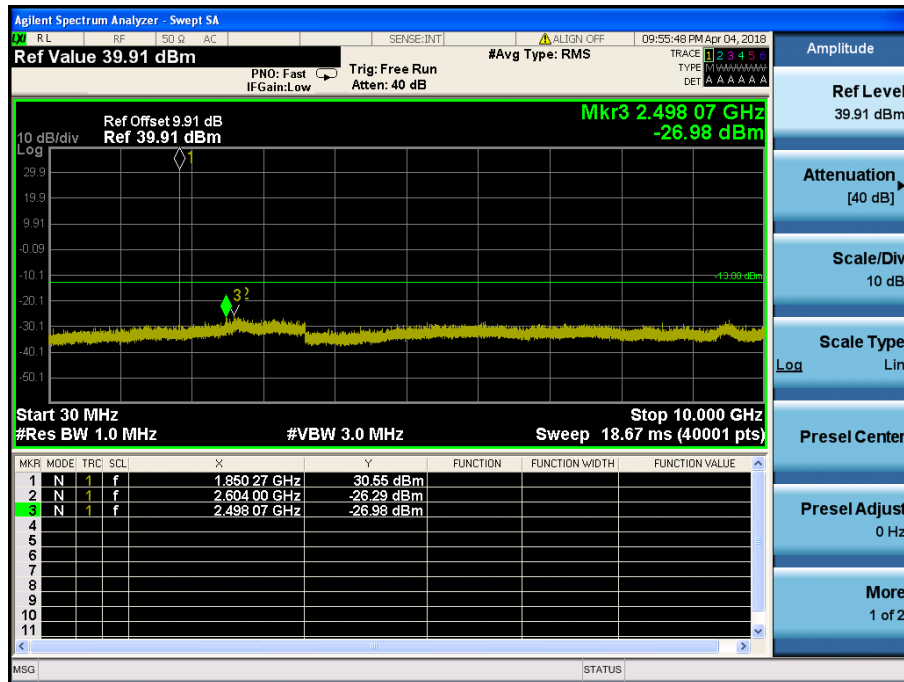 Agilent Spectrum Analyzer - Swept SA
LXI RL RF 50 Ω AC SENSE:INT ALIGN OFF 09:55:48 PM Apr 04, 2018
Ref Value 39.91 dBm #Avg Type: RMS TRACE 1 2 3 4 5 6
PNO: Fast Trig: Free Run TYPE M W W W W W
IFGain:Low Atten: 40 dB DET A A A A A A
Ref Offset 9.91 dB Mkr3 2.498 07 GHz
10 dB/div Ref 39.91 dBm -26.98 dBm
Log
1
29.9
19.9
9.91
-0.09
-10.1 -13.00 dBm
-20.1 3 2
-30.1
-40.1
-50.1
Start 30 MHz Stop 10.000 GHz
#Res BW 1.0 MHz #VBW 3.0 MHz Sweep 18.67 ms (40001 pts)
MKR MODE TRC SCL X Y FUNCTION FUNCTION WIDTH FUNCTION VALUE
1 N 1 f 1.850 27 GHz 30.55 dBm
2 N 1 f 2.604 00 GHz -26.29 dBm
3 N 1 f 2.498 07 GHz -26.98 dBm
4
5
6
7
8
9
10
11
MSG STATUS
Amplitude
Ref Level
39.91 dBm
Attenuation
[40 dB]
Scale/Div
10 dB
Scale Type
Log Lin
Presel Center
Presel Adjust
0 Hz
More
1 of 2